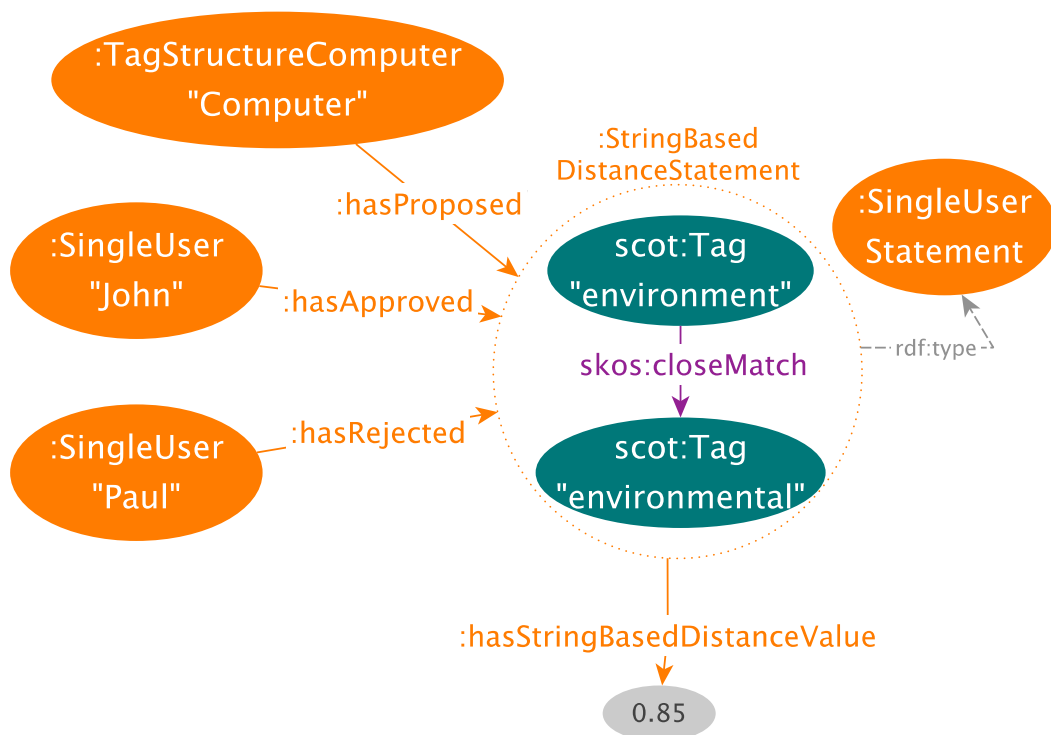 :TagStructureComputer
"Computer"
:StringBased
DistanceStatement
:SingleUser
Statement
:hasProposed
:SingleUser
"John"
:hasApproved
scot:Tag
"environment"
rdf:type
skos:closeMatch
:SingleUser
"Paul"
:hasRejected
scot:Tag
"environmental"
:hasStringBasedDistanceValue
0.85